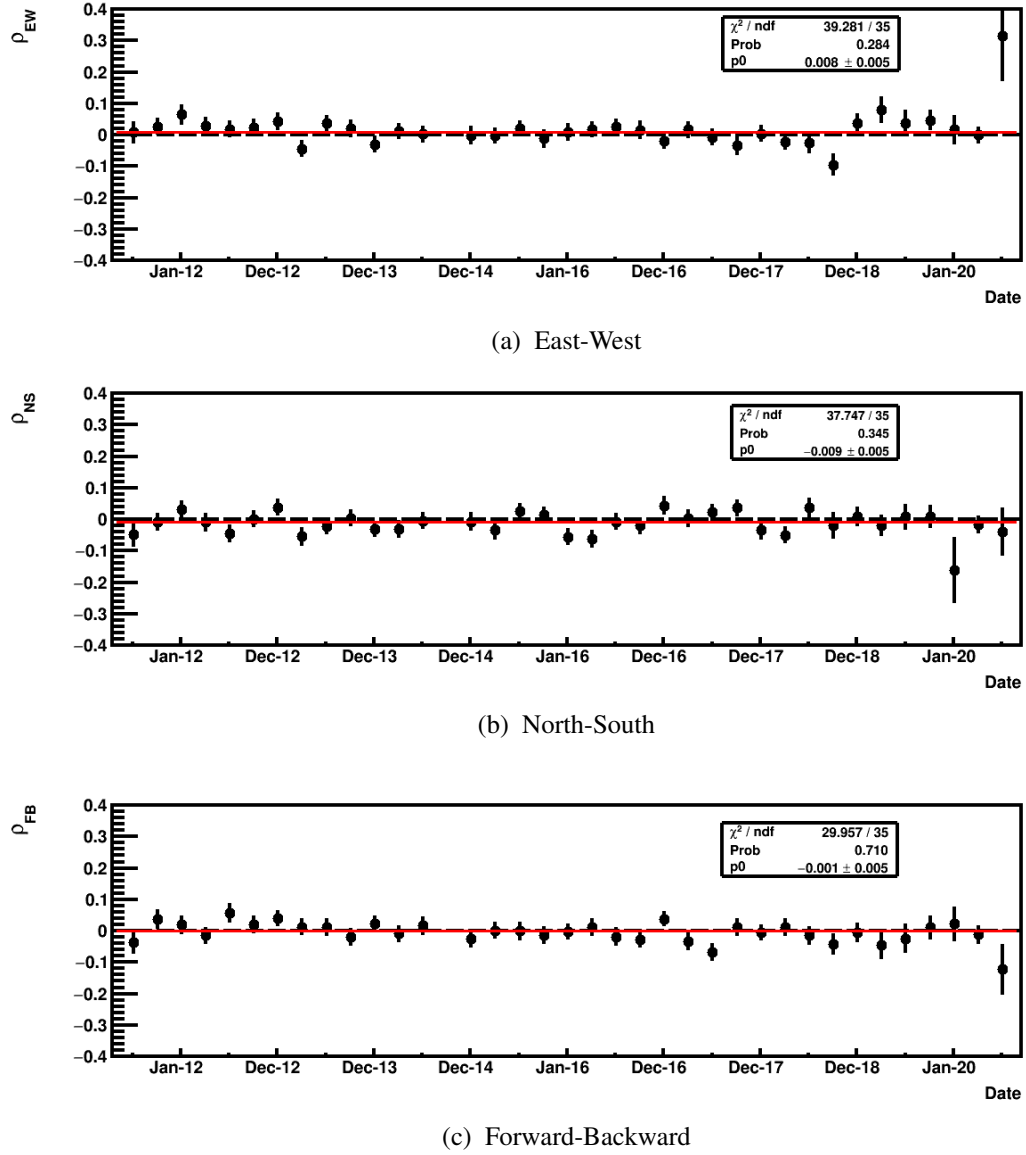 ρEW
0.4
0.3
0.2
0.1
0
−0.1
−0.2
−0.3
−0.4
χ² / ndf 39.281 / 35
Prob 0.284
p0 0.008 ± 0.005
Jan-12 Dec-12 Dec-13 Dec-14 Jan-16 Dec-16 Dec-17 Dec-18 Jan-20
Date
(a) East-West
ρNS
0.4
0.3
0.2
0.1
0
−0.1
−0.2
−0.3
−0.4
χ² / ndf 37.747 / 35
Prob 0.345
p0 −0.009 ± 0.005
Jan-12 Dec-12 Dec-13 Dec-14 Jan-16 Dec-16 Dec-17 Dec-18 Jan-20
Date
(b) North-South
ρFB
0.4
0.3
0.2
0.1
0
−0.1
−0.2
−0.3
−0.4
χ² / ndf 29.957 / 35
Prob 0.710
p0 −0.001 ± 0.005
Jan-12 Dec-12 Dec-13 Dec-14 Jan-16 Dec-16 Dec-17 Dec-18 Jan-20
Date
(c) Forward-Backward